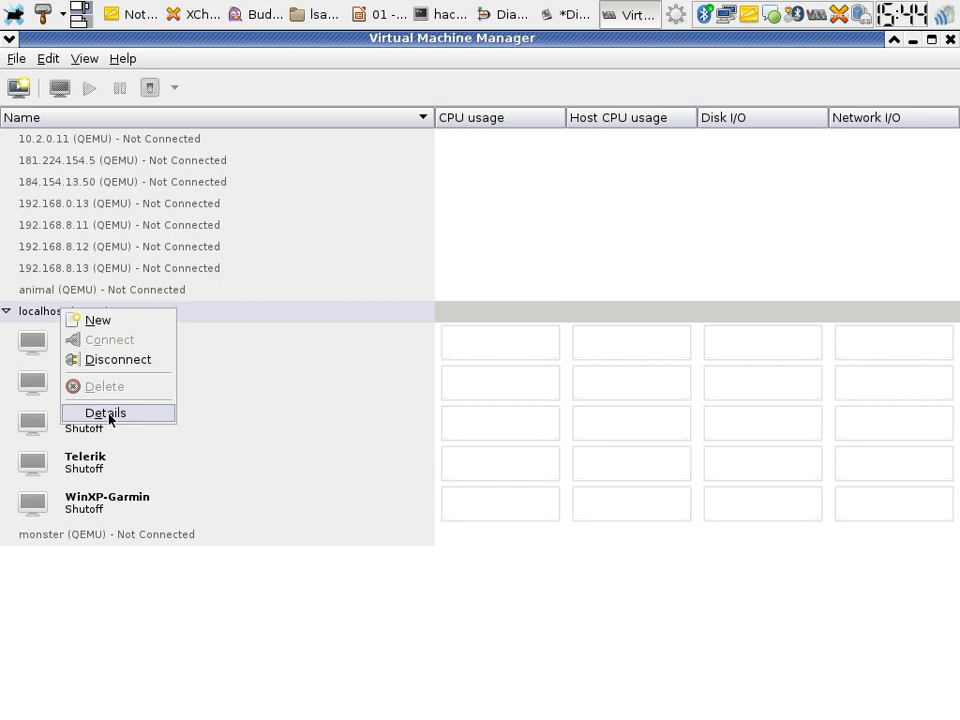 Not... XCh... Bud... lsa... 01 -... hac... Dia... *Di... Virt... 15:44
Virtual Machine Manager
File Edit View Help
Name CPU usage Host CPU usage Disk I/O Network I/O
10.2.0.11 (QEMU) - Not Connected
181.224.154.5 (QEMU) - Not Connected
184.154.13.50 (QEMU) - Not Connected
192.168.0.13 (QEMU) - Not Connected
192.168.8.11 (QEMU) - Not Connected
192.168.8.12 (QEMU) - Not Connected
192.168.8.13 (QEMU) - Not Connected
animal (QEMU) - Not Connected
localhos
New
Connect
Disconnect
Delete
Details
Shutoff
Telerik
Shutoff
WinXP-Garmin
Shutoff
monster (QEMU) - Not Connected